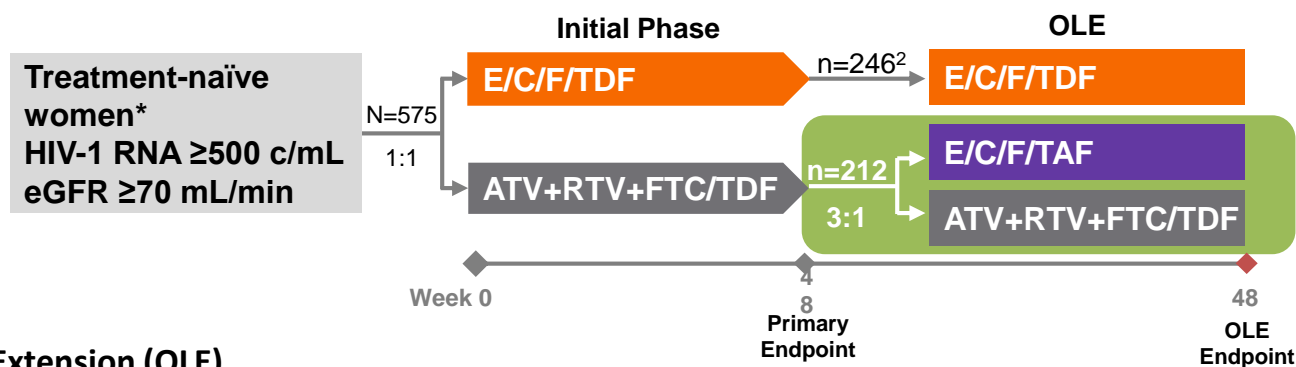 Initial Phase
OLE
Treatment-naïve
women*
HIV-1 RNA ≥500 c/mL
eGFR ≥70 mL/min
N=575
1:1
E/C/F/TDF
n=246²
E/C/F/TDF
ATV+RTV+FTC/TDF
n=212
3:1
E/C/F/TAF
ATV+RTV+FTC/TDF
Week 0
4
8
Primary
Endpoint
48
OLE
Endpoint
Extension (OLE)